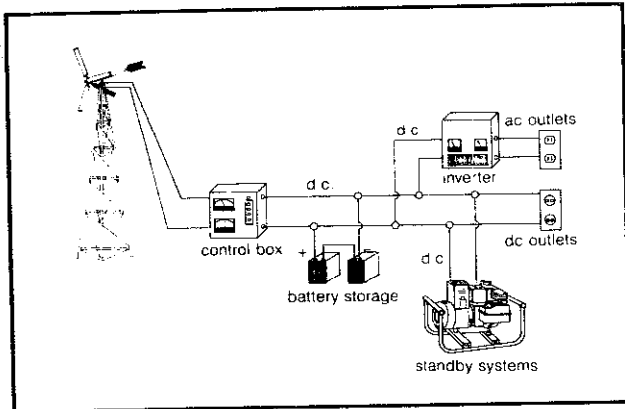 d c
ac outlets
inverter
d c.
control box
dc outlets
+
battery storage
d c
standby systems